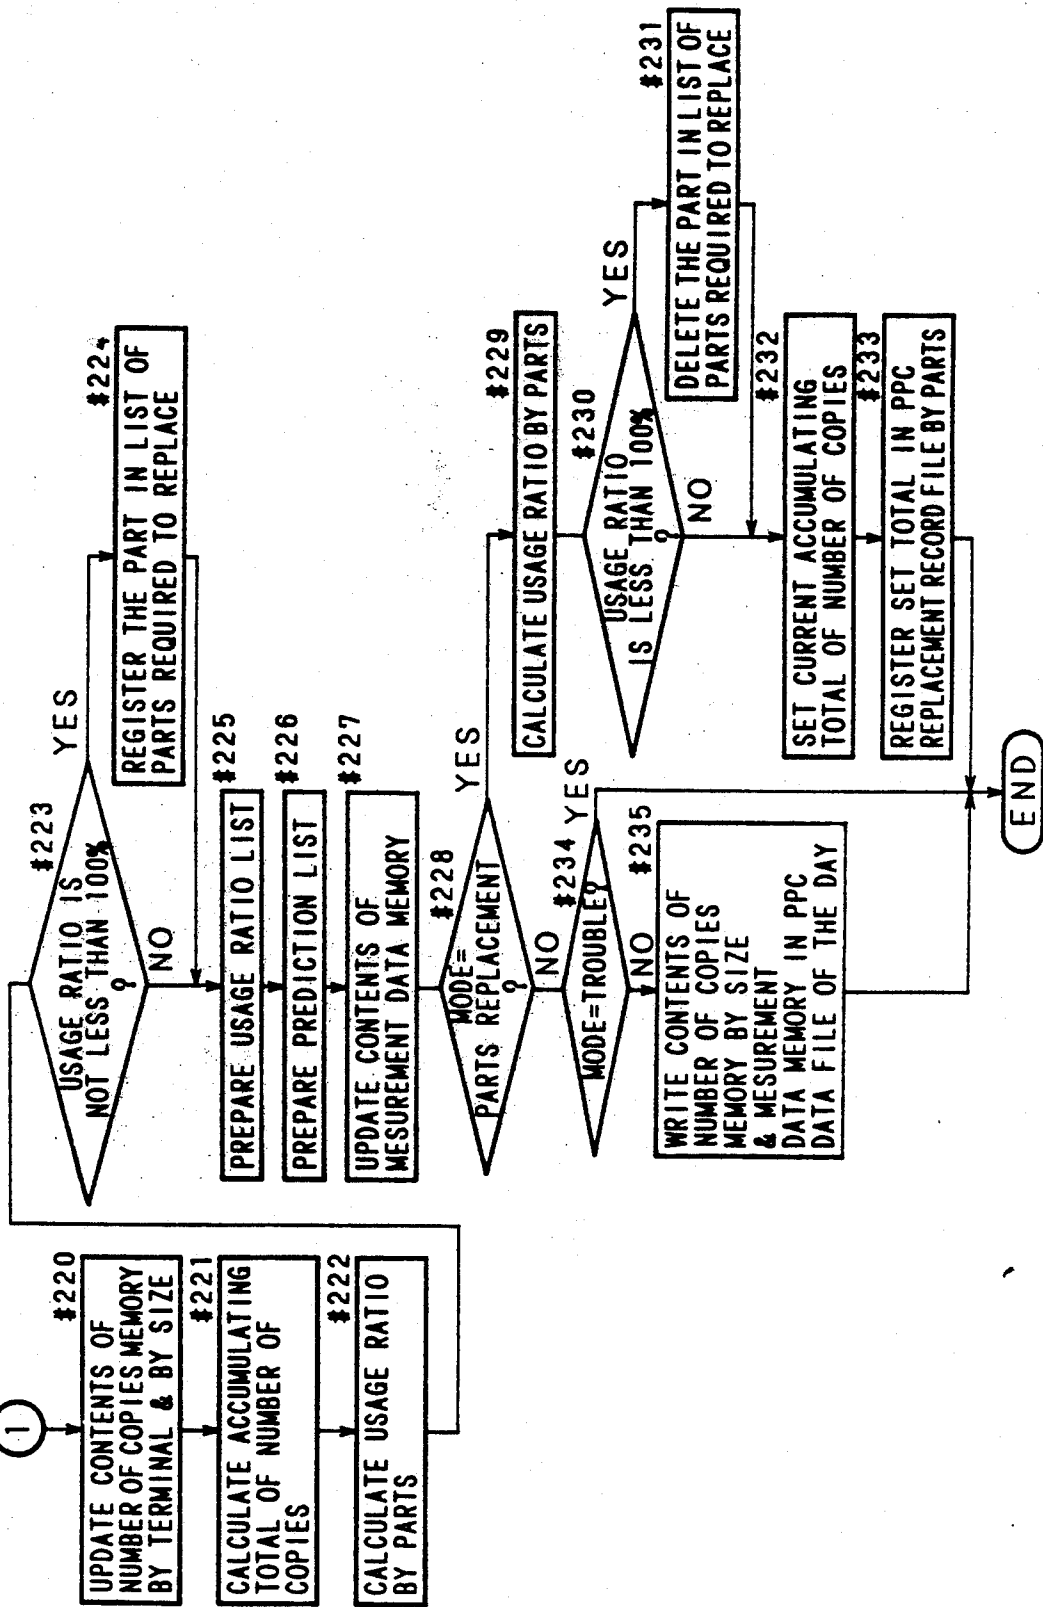 1
#220
UPDATE CONTENTS OF
NUMBER OF COPIES MEMORY
BY TERMINAL & BY SIZE
#221
CALCULATE ACCUMULATING
TOTAL OF NUMBER OF
COPIES
#222
CALCULATE USAGE RATIO
BY PARTS
#223
USAGE RATIO IS
NOT LESS THAN 100%
?
YES
NO
#224
REGISTER THE PART IN LIST OF
PARTS REQUIRED TO REPLACE
#225
PREPARE USAGE RATIO LIST
#226
PREPARE PREDICTION LIST
#227
UPDATE CONTENTS OF
MESUREMENT DATA MEMORY
#228
MODE=
PARTS REPLACEMENT
?
YES
NO
#229
CALCULATE USAGE RATIO BY PARTS
#230
USAGE RATIO
IS LESS THAN 100%
?
YES
NO
#231
DELETE THE PART IN LIST OF
PARTS REQUIRED TO REPLACE
#232
SET CURRENT ACCUMULATING
TOTAL OF NUMBER OF COPIES
#233
REGISTER SET TOTAL IN PPC
REPLACEMENT RECORD FILE BY PARTS
#234
MODE=TROUBLE?
YES
NO
#235
WRITE CONTENTS OF
NUMBER OF COPIES
MEMORY BY SIZE
& MESUREMENT
DATA MEMORY IN PPC
DATA FILE OF THE DAY
END